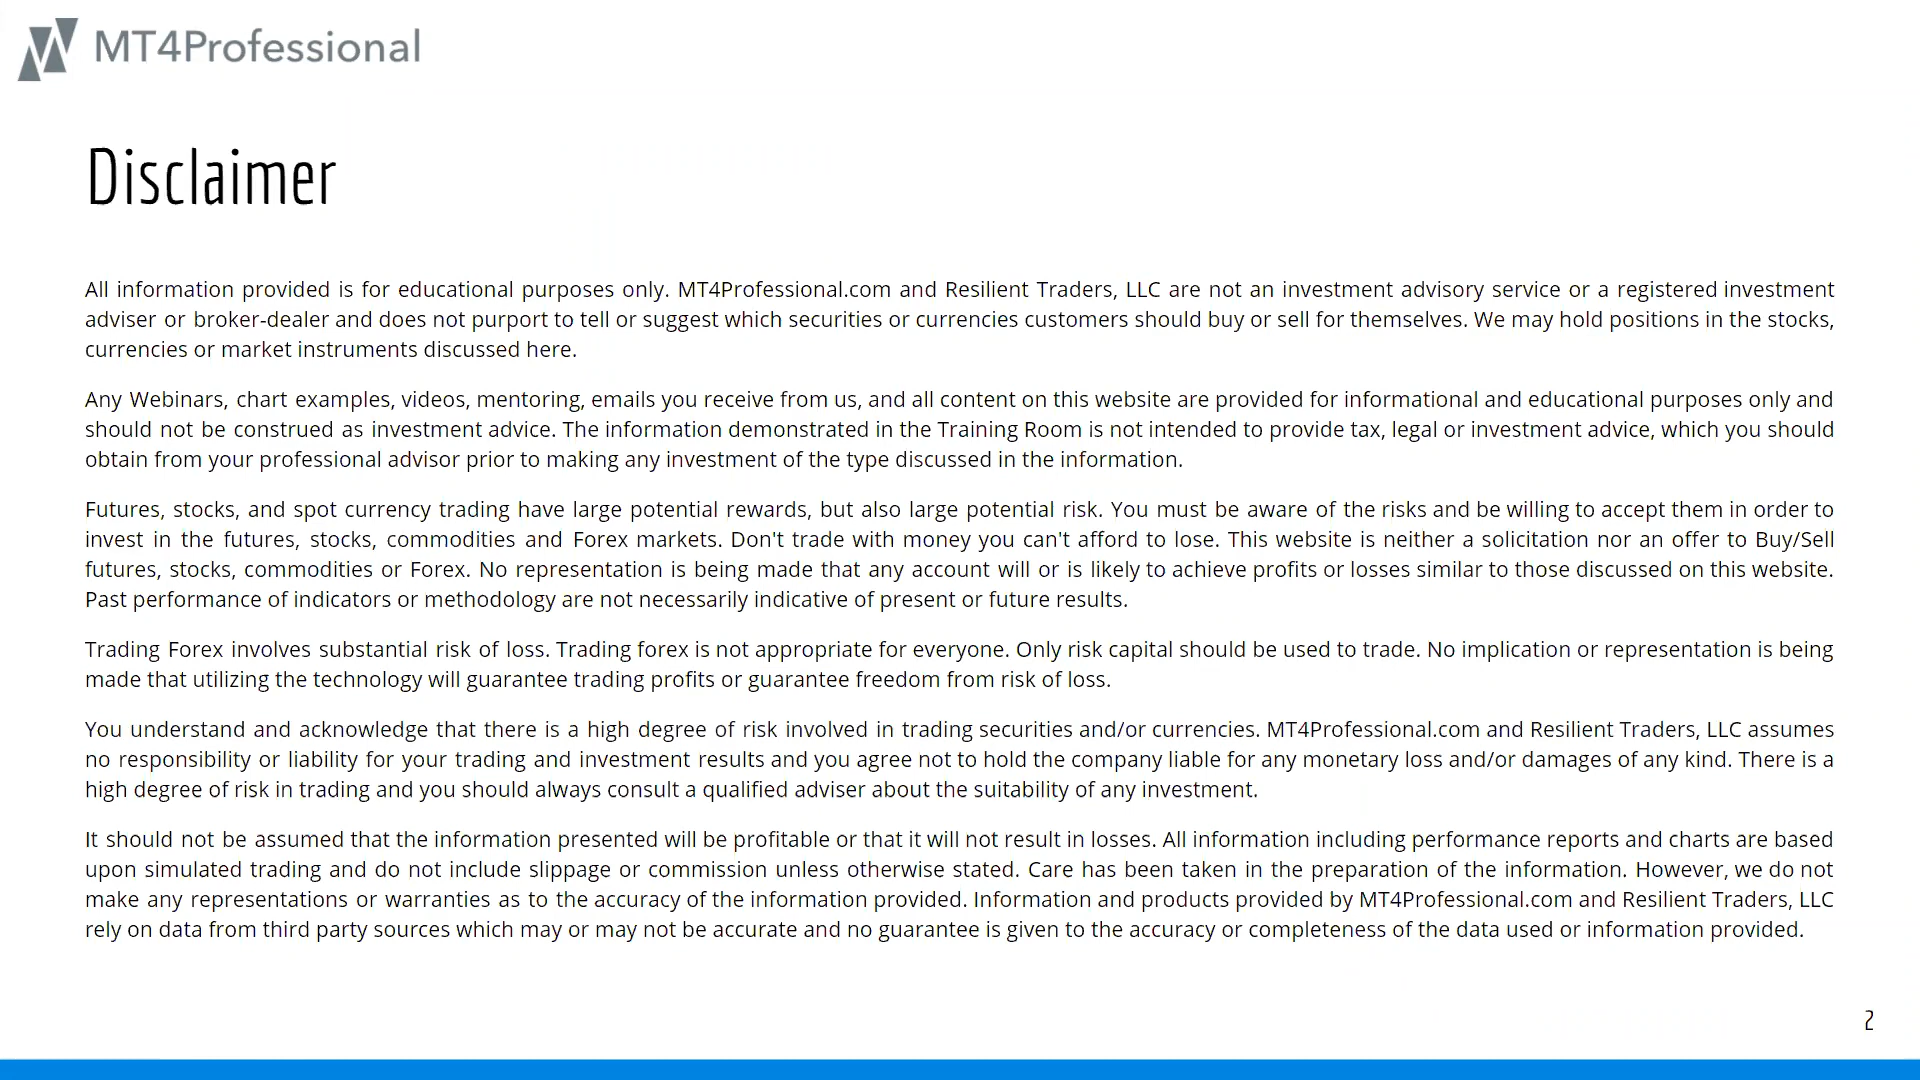 MT4Professional
Disclaimer
All information provided is for educational purposes only. MT4Professional.com and Resilient Traders, LLC are not an investment advisory service or a registered investment
adviser or broker-dealer and does not purport to tell or suggest which securities or currencies customers should buy or sell for themselves. We may hold positions in the stocks,
currencies or market instruments discussed here.
Any Webinars, chart examples, videos, mentoring, emails you receive from us, and all content on this website are provided for informational and educational purposes only and
should not be construed as investment advice. The information demonstrated in the Training Room is not intended to provide tax, legal or investment advice, which you should
obtain from your professional advisor prior to making any investment of the type discussed in the information.
Futures, stocks, and spot currency trading have large potential rewards, but also large potential risk. You must be aware of the risks and be willing to accept them in order to
invest in the futures, stocks, commodities and Forex markets. Don't trade with money you can't afford to lose. This website is neither a solicitation nor an offer to Buy/Sell
futures, stocks, commodities or Forex. No representation is being made that any account will or is likely to achieve profits or losses similar to those discussed on this website.
Past performance of indicators or methodology are not necessarily indicative of present or future results.
Trading Forex involves substantial risk of loss. Trading forex is not appropriate for everyone. Only risk capital should be used to trade. No implication or representation is being
made that utilizing the technology will guarantee trading profits or guarantee freedom from risk of loss.
You understand and acknowledge that there is a high degree of risk involved in trading securities and/or currencies. MT4Professional.com and Resilient Traders, LLC assumes
no responsibility or liability for your trading and investment results and you agree not to hold the company liable for any monetary loss and/or damages of any kind. There is a
high degree of risk in trading and you should always consult a qualified adviser about the suitability of any investment.
It should not be assumed that the information presented will be profitable or that it will not result in losses. All information including performance reports and charts are based
upon simulated trading and do not include slippage or commission unless otherwise stated. Care has been taken in the preparation of the information. However, we do not
make any representations or warranties as to the accuracy of the information provided. Information and products provided by MT4Professional.com and Resilient Traders, LLC
rely on data from third party sources which may or may not be accurate and no guarantee is given to the accuracy or completeness of the data used or information provided.
2